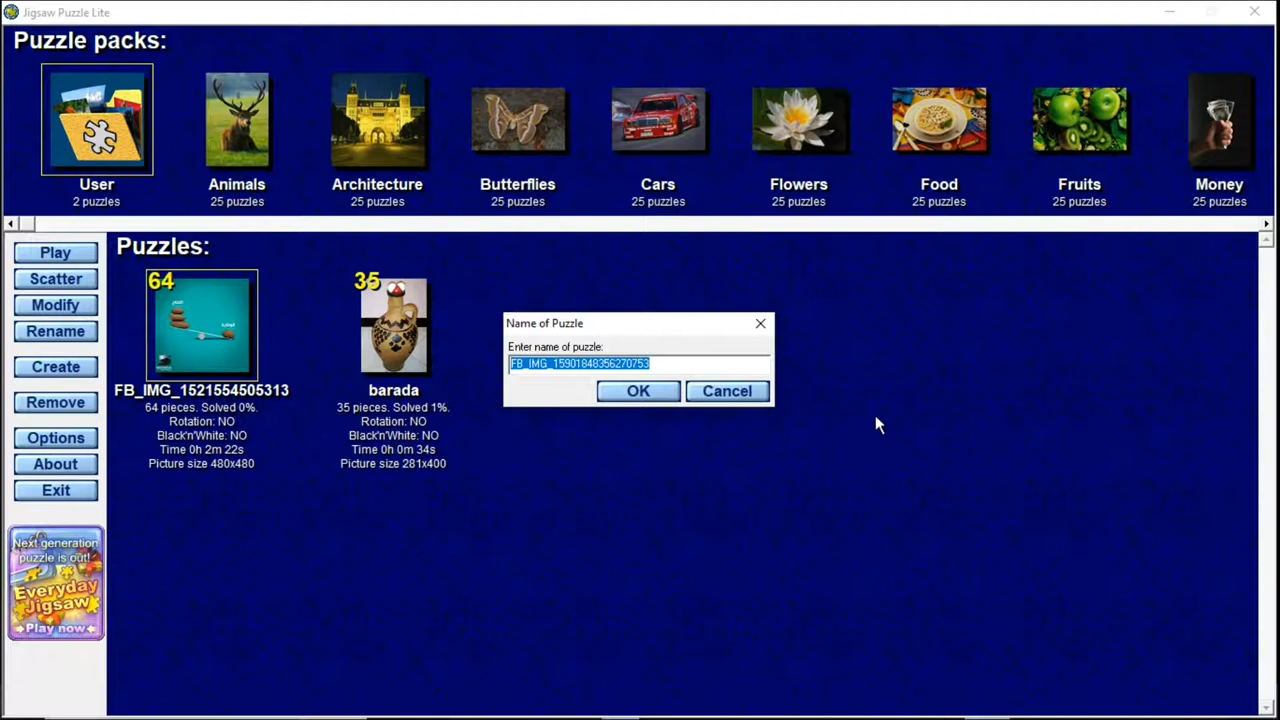 Jigsaw Puzzle Lite
Puzzle packs:
User
2 puzzles
Animals
25 puzzles
Architecture
25 puzzles
Butterflies
25 puzzles
Cars
25 puzzles
Flowers
25 puzzles
Food
25 puzzles
Fruits
25 puzzles
Money
25 puzzles
Play
Scatter
Modify
Rename
Create
Remove
Options
About
Exit
Next generation
puzzle is out!
Everyday
Jigsaw
Play now
Puzzles:
64
FB_IMG_1521554505313
64 pieces. Solved 0%.
Rotation: NO
Black'n'White: NO
Time 0h 2m 22s
Picture size 480x480
35
barada
35 pieces. Solved 1%.
Rotation: NO
Black'n'White: NO
Time 0h 0m 34s
Picture size 281x400
Name of Puzzle
Enter name of puzzle:
FB_IMG_15901848356270753
OK
Cancel